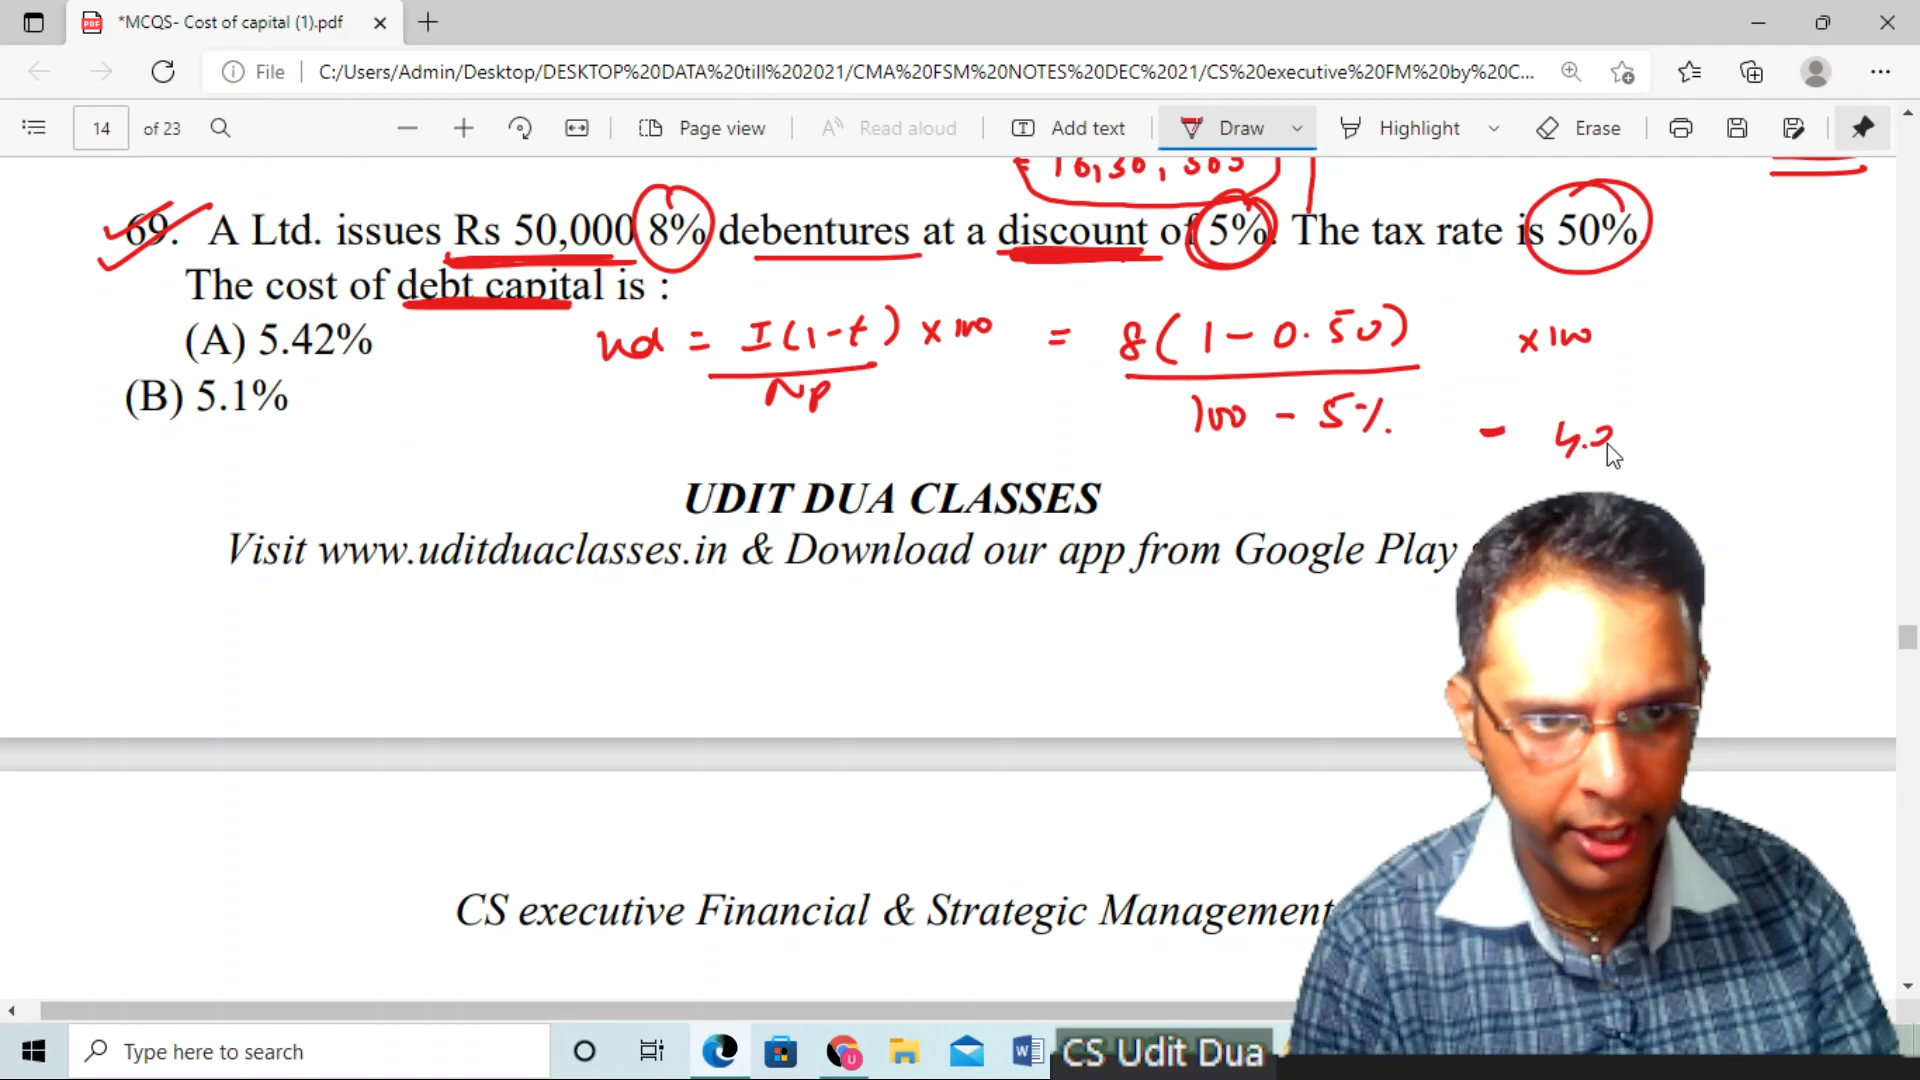 *MCQS- Cost of capital (1).pdf
File
C:/Users/Admin/Desktop/DESKTOP%20DATA%20till%202021/CMA%20FSM%20NOTES%20DEC%2021/CS%20executive%20FM%20by%20C...
14 of 23
Page view
Read aloud
Add text
Draw
Highlight
Erase
69. A Ltd. issues Rs 50,000 8% debentures at a discount of 5%. The tax rate is 50%.
The cost of debt capital is :
(A) 5.42%
kd = I(1-t) x 100 = 8(1-0.50) x 100
NP
100 - 5%
(B) 5.1%
UDIT DUA CLASSES
Visit www.uditduaclasses.in & Download our app from Google Play
CS executive Financial & Strategic Management
Type here to search
CS Udit Dua